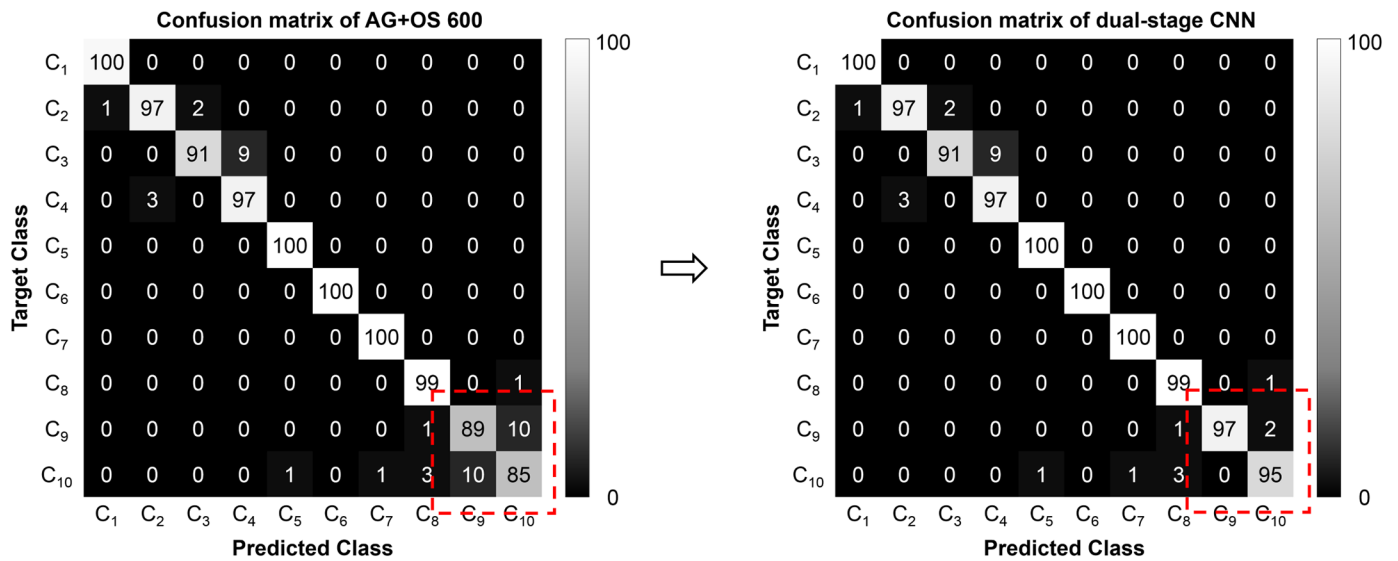 Confusion matrix of AG+OS 600
C1 100 0 0 0 0 0 0 0 0 0
C2 1 97 2 0 0 0 0 0 0 0
C3 0 0 91 9 0 0 0 0 0 0
C4 0 3 0 97 0 0 0 0 0 0
C5 0 0 0 0 100 0 0 0 0 0
C6 0 0 0 0 0 100 0 0 0 0
C7 0 0 0 0 0 0 100 0 0 0
C8 0 0 0 0 0 0 0 99 0 1
C9 0 0 0 0 0 0 0 1 89 10
C10 0 0 0 0 1 0 1 3 10 85
C1 C2 C3 C4 C5 C6 C7 C8 C9 C10
Predicted Class
Target Class
100
0
Confusion matrix of dual-stage CNN
C1 100 0 0 0 0 0 0 0 0 0
C2 1 97 2 0 0 0 0 0 0 0
C3 0 0 91 9 0 0 0 0 0 0
C4 0 3 0 97 0 0 0 0 0 0
C5 0 0 0 0 100 0 0 0 0 0
C6 0 0 0 0 0 100 0 0 0 0
C7 0 0 0 0 0 0 100 0 0 0
C8 0 0 0 0 0 0 0 99 0 1
C9 0 0 0 0 0 0 0 1 97 2
C10 0 0 0 0 1 0 1 3 0 95
C1 C2 C3 C4 C5 C6 C7 C8 C9 C10
Predicted Class
Target Class
100
0